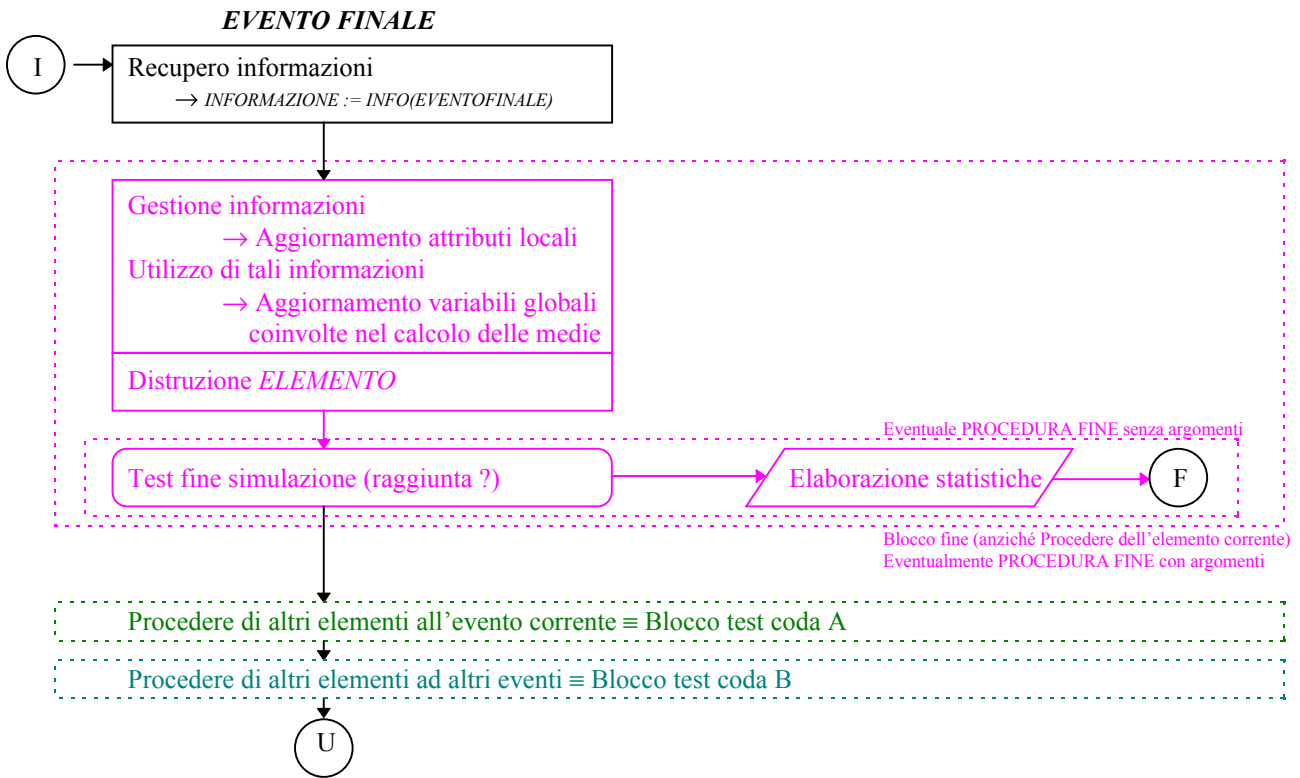 EVENTO FINALE
I
Recupero informazioni
→ INFORMAZIONE := INFO(EVENTOFINALE)
Gestione informazioni
→ Aggiornamento attributi locali
Utilizzo di tali informazioni
→ Aggiornamento variabili globali
coinvolte nel calcolo delle medie
Distruzione ELEMENTO
Eventuale PROCEDURA FINE senza argomenti
Test fine simulazione (raggiunta ?)
Elaborazione statistiche
F
Blocco fine (anziché Procedere dell’elemento corrente)
Eventualmente PROCEDURA FINE con argomenti
Procedere di altri elementi all’evento corrente ≡ Blocco test coda A
Procedere di altri elementi ad altri eventi ≡ Blocco test coda B
U